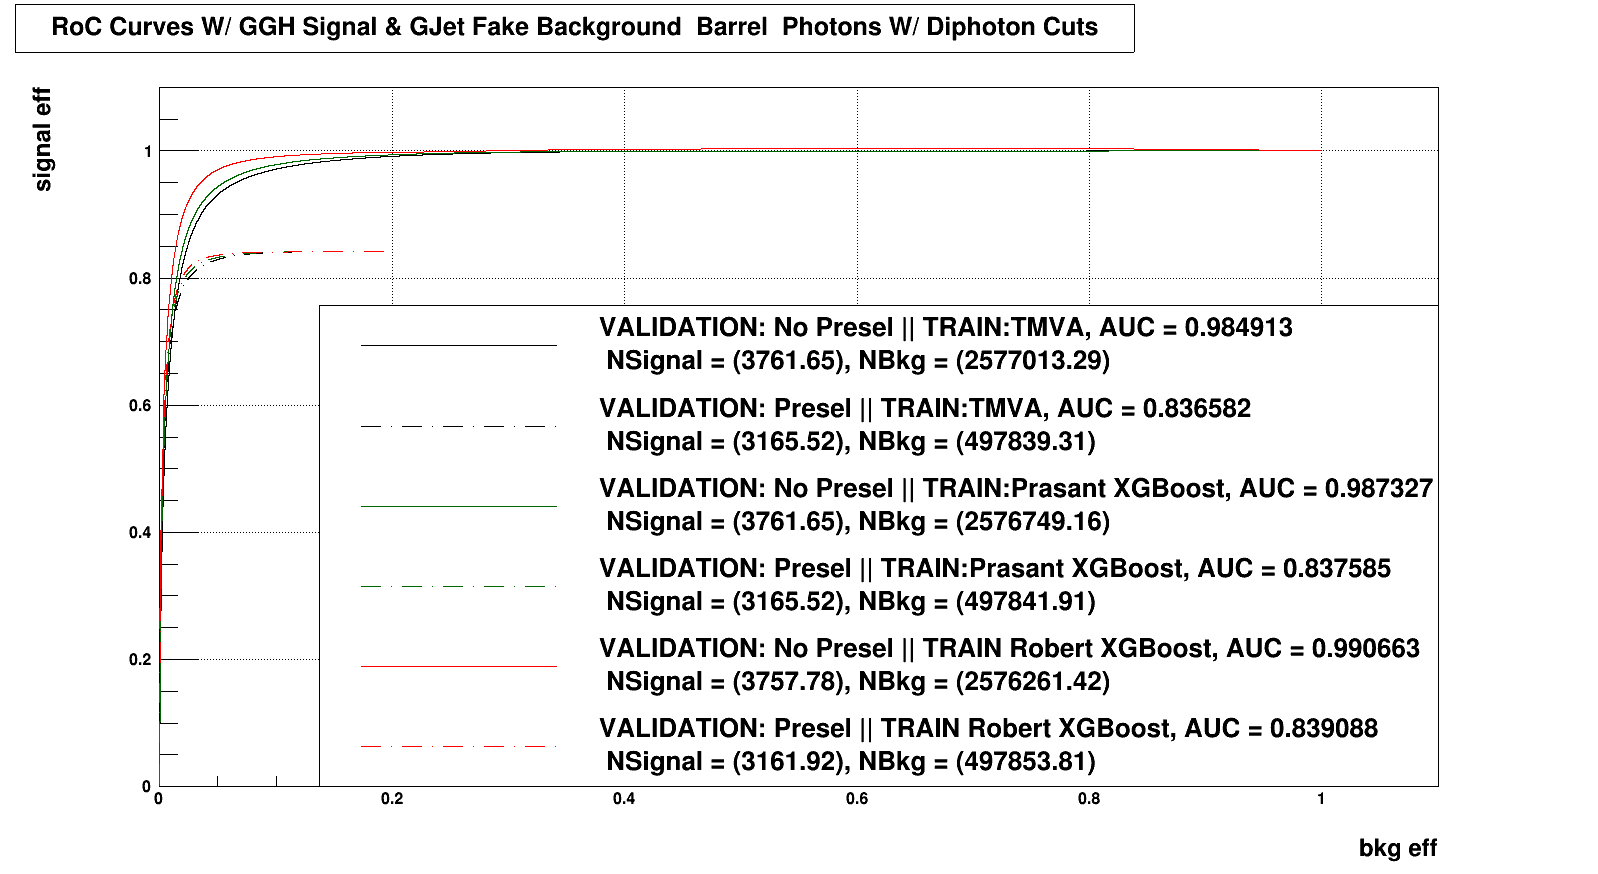 RoC Curves W/ GGH Signal & GJet Fake Background  Barrel  Photons W/ Diphoton Cuts
signal eff
1
0.8
0.6
0.4
0.2
0
VALIDATION: No Presel || TRAIN:TMVA, AUC = 0.984913
NSignal = (3761.65), NBkg = (2577013.29)
VALIDATION: Presel || TRAIN:TMVA, AUC = 0.836582
NSignal = (3165.52), NBkg = (497839.31)
VALIDATION: No Presel || TRAIN:Prasant XGBoost, AUC = 0.987327
NSignal = (3761.65), NBkg = (2576749.16)
VALIDATION: Presel || TRAIN:Prasant XGBoost, AUC = 0.837585
NSignal = (3165.52), NBkg = (497841.91)
VALIDATION: No Presel || TRAIN Robert XGBoost, AUC = 0.990663
NSignal = (3757.78), NBkg = (2576261.42)
VALIDATION: Presel || TRAIN Robert XGBoost, AUC = 0.839088
NSignal = (3161.92), NBkg = (497853.81)
0 0.2 0.4 0.6 0.8 1
bkg eff